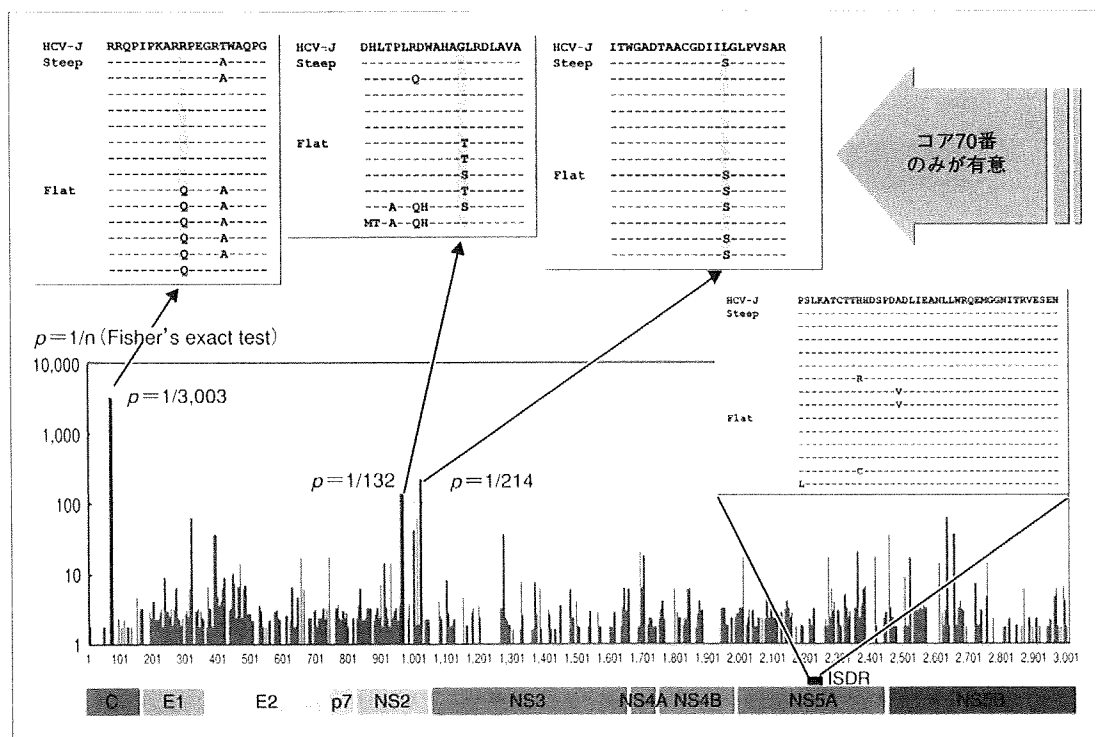 HCV-J RRQPIPKARRPEGRTWAQPG
Steep --------------A-----
--------------A-----
--------------------
--------------------
--------------------
--------------------
--------------------
--------------------
Flat ---------Q----A-----
---------Q----A-----
---------Q----A-----
---------Q----A-----
---------Q----A-----
---------Q----------
HCV-J DHLTPLRDWAHAGLRDLAVA
Steep --------------------
------Q-------------
--------------------
--------------------
--------------------
Flat ------------T-------
------------T-------
------------S-------
------------T-------
---A--QH----S-------
MT-A--QH------------
HCV-J ITWGADTAACGDIILGLPVSAR
Steep --------------S-------
----------------------
----------------------
----------------------
----------------------
----------------------
----------------------
Flat --------------S-------
--------------S-------
--------------S-------
----------------------
--------------S-------
--------------S-------
コア70番
のみが有意
HCV-J PSLKATCTTHHDSPDADLIEANLLWRQEMGGNITRVESEN
Steep ----------------------------------------
----------------------------------------
----------------------------------------
----------------------------------------
----------------------------------------
---------R------------------------------
---------------V------------------------
---------------V------------------------
Flat ----------------------------------------
----------------------------------------
----------------------------------------
----------------------------------------
---------C------------------------------
L---------------------------------------
p=1/n (Fisher's exact test)
10,000
1,000
100
10
1
p=1/3,003
p=1/132
p=1/214
1 101 201 301 401 501 601 701 801 901 1.001 1.101 1.201 1.301 1.401 1.501 1.601 1.701 1.801 1.901 2.001 2.101 2.201 2.301 2.401 2.501 2.601 2.701 2.801 2.901 3.001
ISDR
C E1 E2 p7 NS2 NS3 NS4A NS4B NS5A NS5B